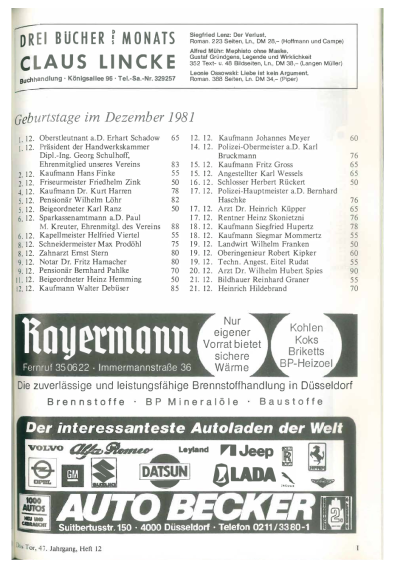 DREI BÜCHER DES MONATS
CLAUS LINCKE
Buchhandlung · Königsallee 96 · Tel.-Sa.-Nr. 329257
Siegfried Lenz: Der Verlust.
Roman. 223 Seiten, Ln, DM 28,– (Hoffmann und Campe)
Alfred Mühr: Mephisto ohne Maske.
Gustaf Gründgens, Legende und Wirklichkeit
352 Text- u. 48 Bildseiten, Ln, DM 38,– (Langen Müller)
Leonie Ossowski: Liebe ist kein Argument.
Roman. 388 Seiten, Ln. DM 34,– (Piper)
Geburtstage im Dezember 1981
1. 12. Oberstleutnant a.D. Erhart Schadow 65
1. 12. Präsident der Handwerkskammer
Dipl.-Ing. Georg Schulhoff,
Ehrenmitglied unseres Vereins 83
2. 12. Kaufmann Hans Finke 55
2. 12. Friseurmeister Friedhelm Zink 50
4. 12. Kaufmann Dr. Kurt Harren 78
5. 12. Pensionär Wilhelm Löhr 82
5. 12. Beigeordneter Karl Ranz 50
6. 12. Sparkassenamtmann a.D. Paul
M. Kreuter, Ehrenmitgl. des Vereins 88
6. 12. Kapellmeister Helfried Viertel 55
8. 12. Schneidermeister Max Prodöhl 75
8. 12. Zahnarzt Ernst Stern 80
9. 12. Notar Dr. Fritz Hamacher 80
9. 12. Pensionär Bernhard Pahlke 70
11. 12. Beigeordneter Heinz Hemming 50
12. 12. Kaufmann Walter Debüser 85
12. 12. Kaufmann Johannes Meyer 60
14. 12. Polizei-Obermeister a.D. Karl
Bruckmann 76
15. 12. Kaufmann Fritz Gross 65
15. 12. Angestellter Karl Wessels 65
16. 12. Schlosser Herbert Rückert 50
17. 12. Polizei-Hauptmeister a.D. Bernhard
Haschke 76
17. 12. Arzt Dr. Heinrich Küpper 65
17. 12. Rentner Heinz Skonietzni 76
18. 12. Kaufmann Siegfried Hupertz 78
18. 12. Kaufmann Siegmar Mommertz 55
19. 12. Landwirt Wilhelm Franken 50
19. 12. Oberingenieur Robert Kipker 60
19. 12. Techn. Angest. Eitel Rudat 55
20. 12. Arzt Dr. Wilhelm Hubert Spies 90
21. 12. Bildhauer Reinhard Graner 55
21. 12. Heinrich Hildebrand 70
Rayermann
Fernruf 350622 · Immermannstraße 36
Nur
eigener
Vorrat bietet
sichere
Wärme
Kohlen
Koks
Briketts
BP-Heizoel
Die zuverlässige und leistungsfähige Brennstoffhandlung in Düsseldorf
Brennstoffe · BP Mineralöle · Baustoffe
Der interessanteste Autoladen der Welt
VOLVO Alfa Romeo Leyland Jeep
OPEL GM SUZUKI DATSUN LADA
1000
AUTOS
NEU UND
GEBRAUCHT
AUTO BECKER
Suitbertusstr. 150 · 4000 Düsseldorf · Telefon 0211/3380-1
Das Tor, 47. Jahrgang, Heft 12 1